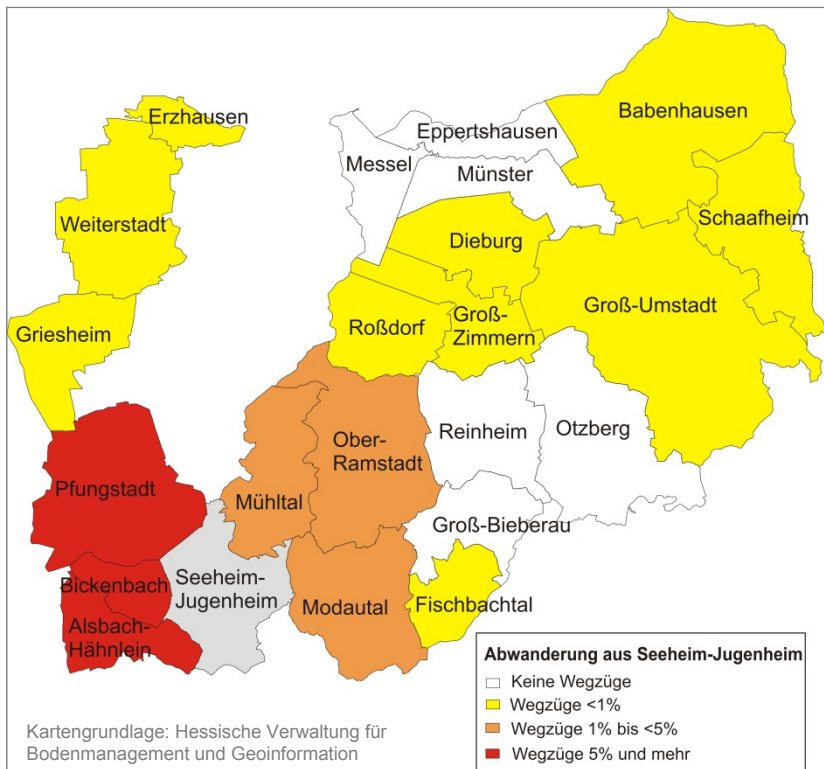 Erzhausen
Babenhausen
Eppertshausen
Messel
Münster
Weiterstadt
Schaafheim
Dieburg
Groß-Umstadt
Griesheim
Roßdorf
Groß-
Zimmern
Reinheim
Otzberg
Ober-
Ramstadt
Pfungstadt
Mühltal
Groß-Bieberau
Bickenbach
Seeheim-
Jugenheim
Modautal
Fischbachtal
Alsbach-
Hähnlein
Abwanderung aus Seeheim-Jugenheim
Keine Wegzüge
Wegzüge <1%
Wegzüge 1% bis <5%
Wegzüge 5% und mehr
Kartengrundlage: Hessische Verwaltung für
Bodenmanagement und Geoinformation